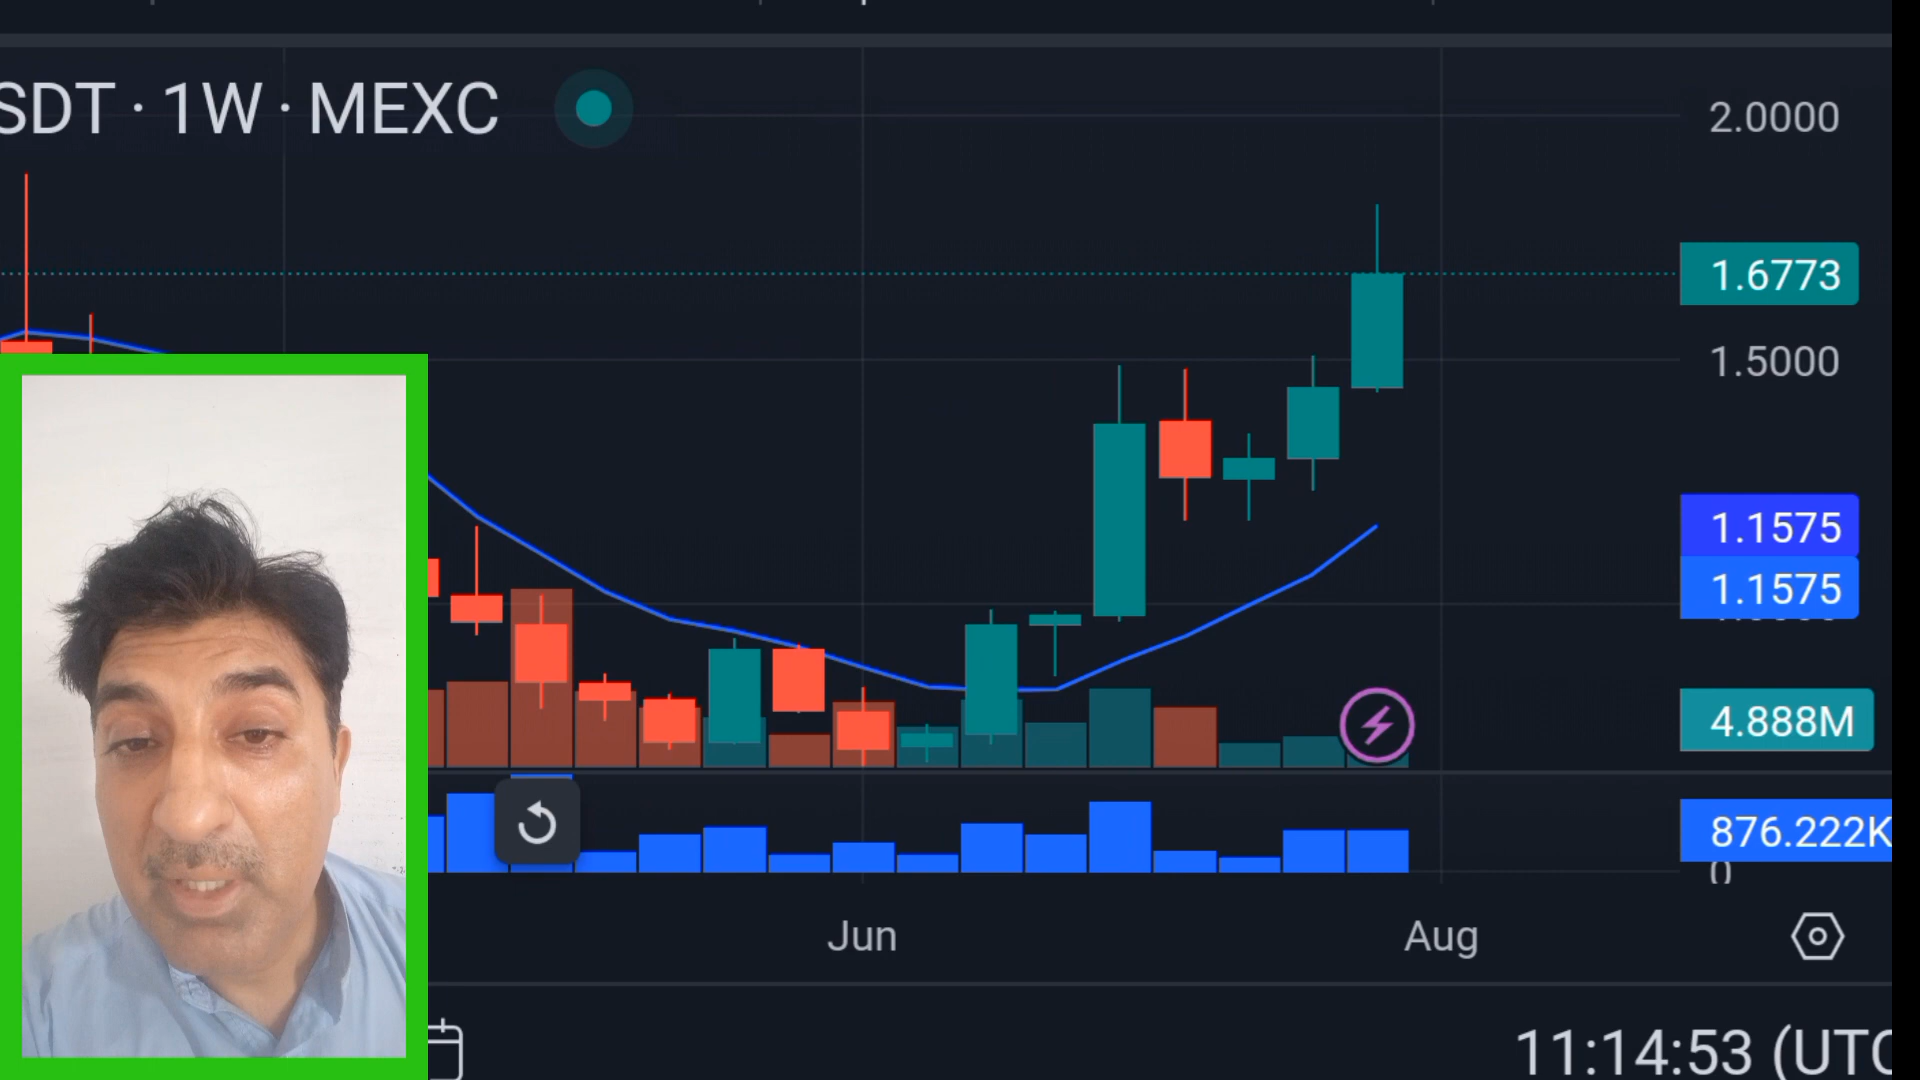 SDT · 1W · MEXC
2.0000
1.6773
1.5000
1.1575
1.1575
4.888M
876.222K
0
Jun
Aug
11:14:53 (UTC